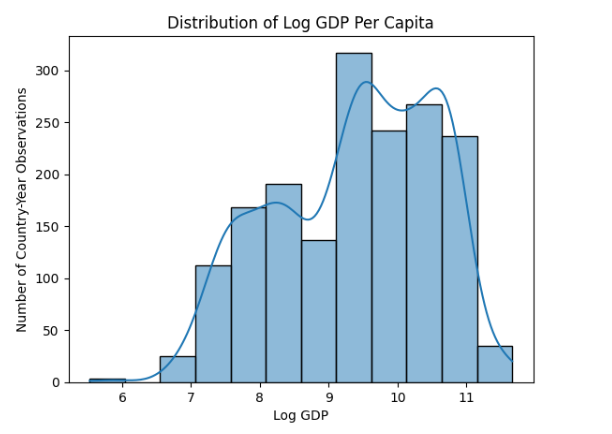 Distribution of Log GDP Per Capita
Number of Country-Year Observations
300
250
200
150
100
50
0
6 7 8 9 10 11
Log GDP